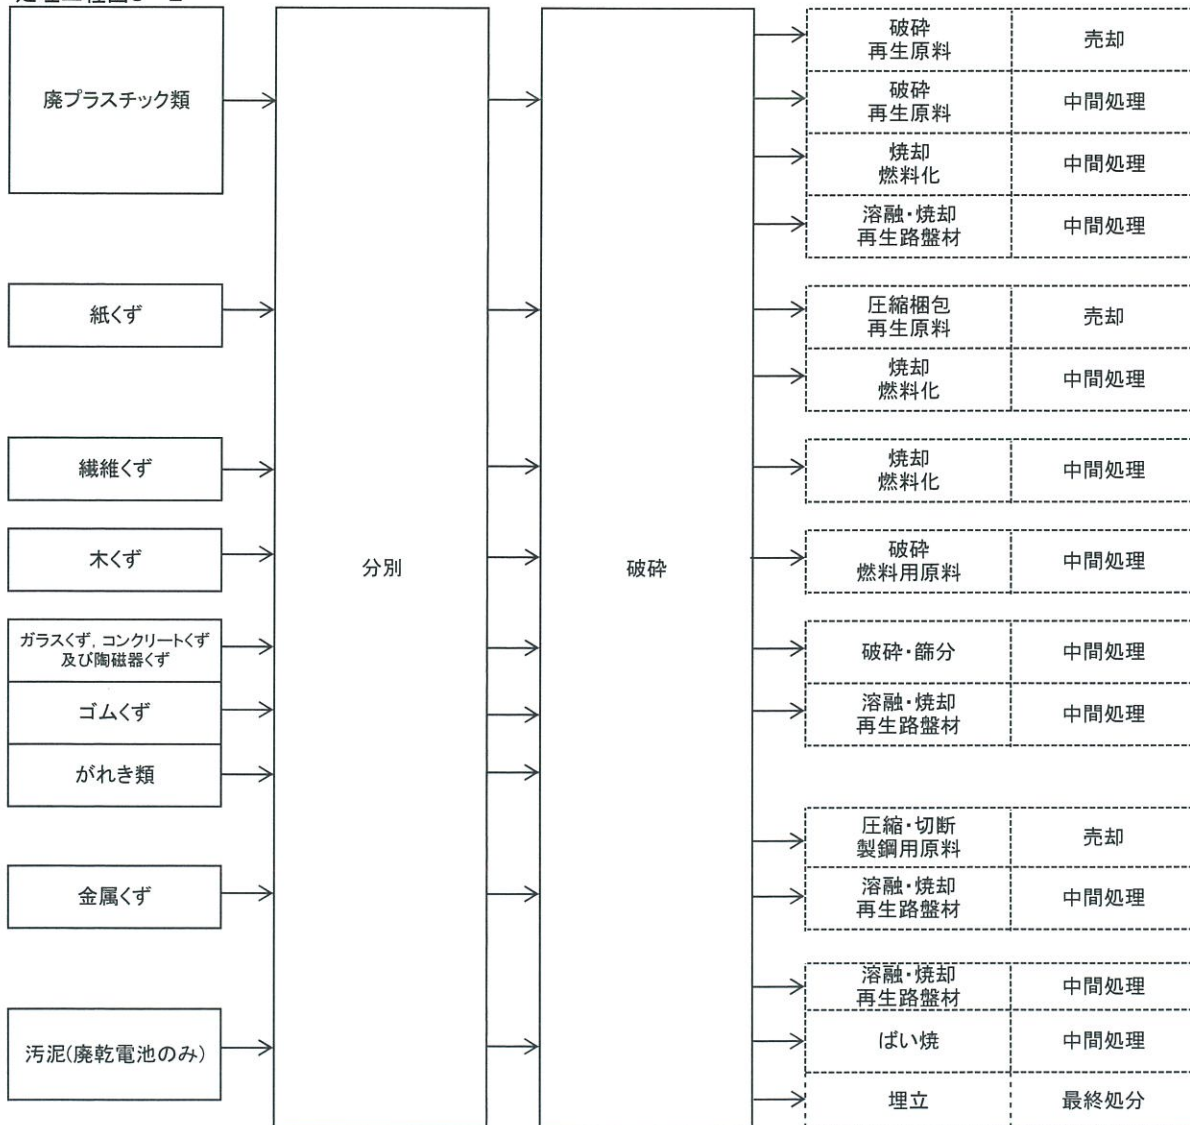 廃プラスチック類
紙くず
繊維くず
木くず
ガラスくず, コンクリートくず
及び陶磁器くず
ゴムくず
がれき類
金属くず
汚泥(廃乾電池のみ)
分別
破砕
破砕
再生原料
売却
破砕
再生原料
中間処理
焼却
燃料化
中間処理
溶融・焼却
再生路盤材
中間処理
圧縮梱包
再生原料
売却
焼却
燃料化
中間処理
焼却
燃料化
中間処理
破砕
燃料用原料
中間処理
破砕・篩分
中間処理
溶融・焼却
再生路盤材
中間処理
圧縮・切断
製鋼用原料
売却
溶融・焼却
再生路盤材
中間処理
溶融・焼却
再生路盤材
中間処理
ばい焼
中間処理
埋立
最終処分